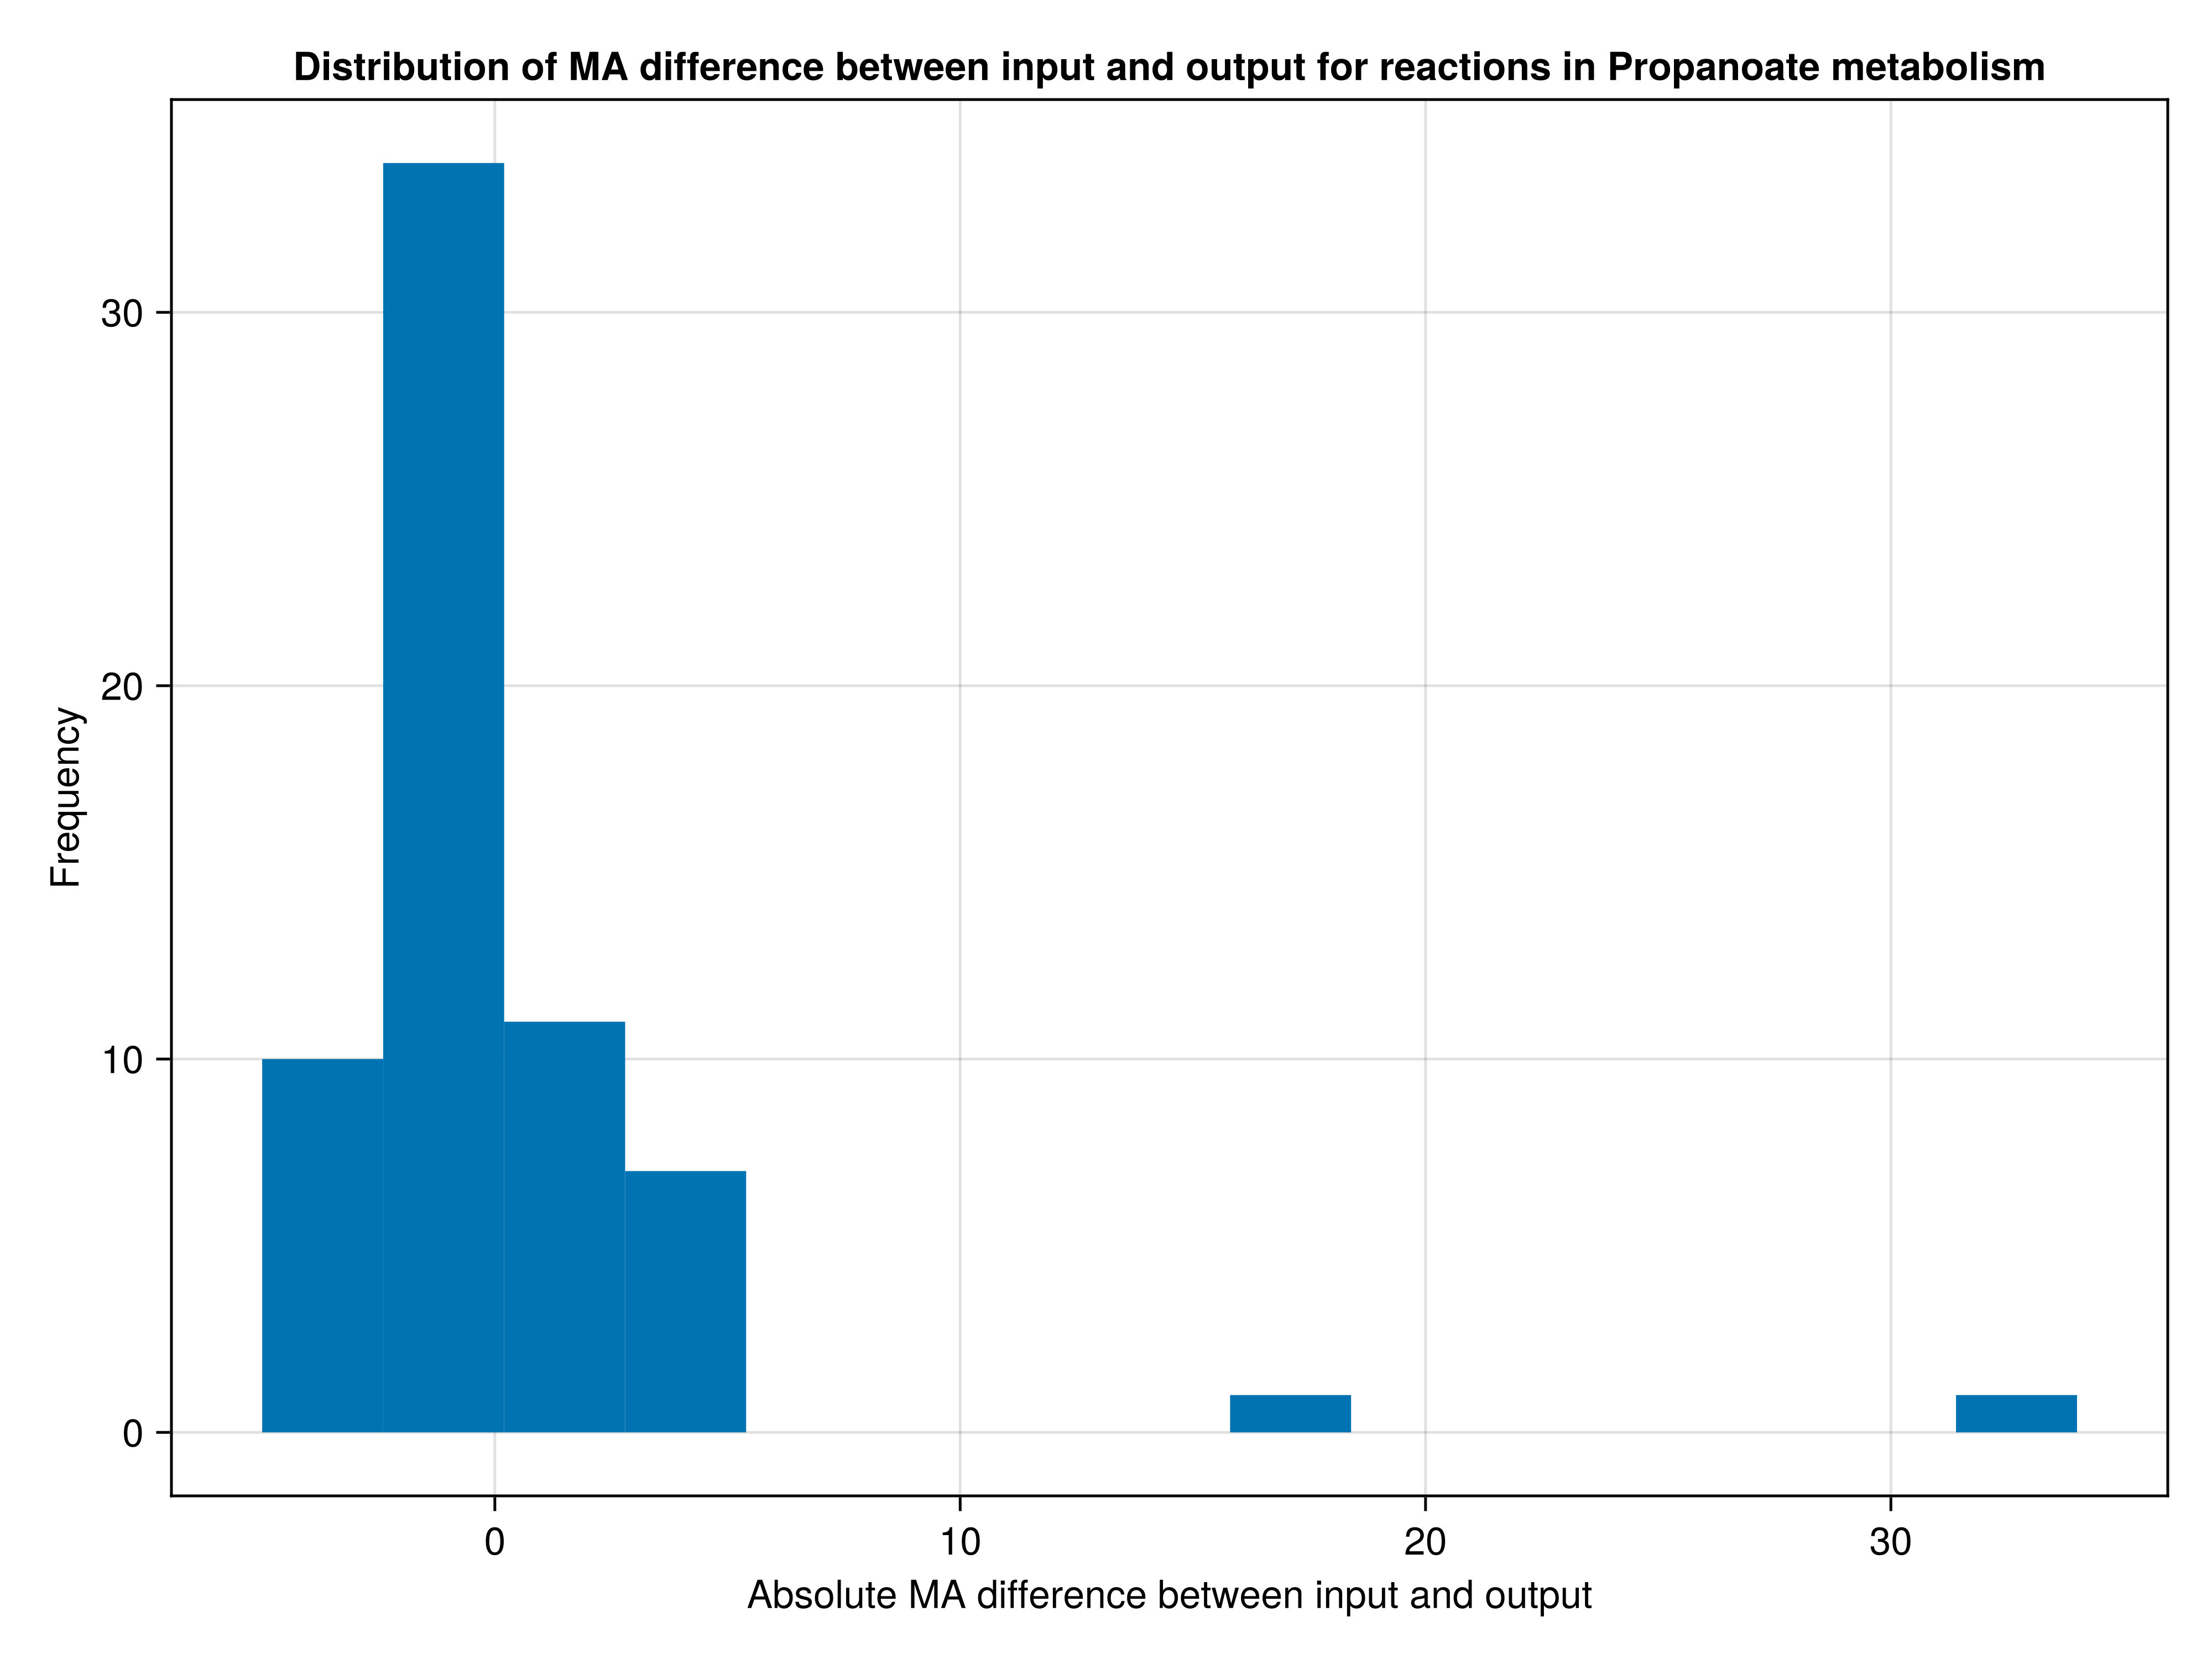 Distribution of MA difference between input and output for reactions in Propanoate metabolism
Frequency
30
20
10
0
0 10 20 30
Absolute MA difference between input and output